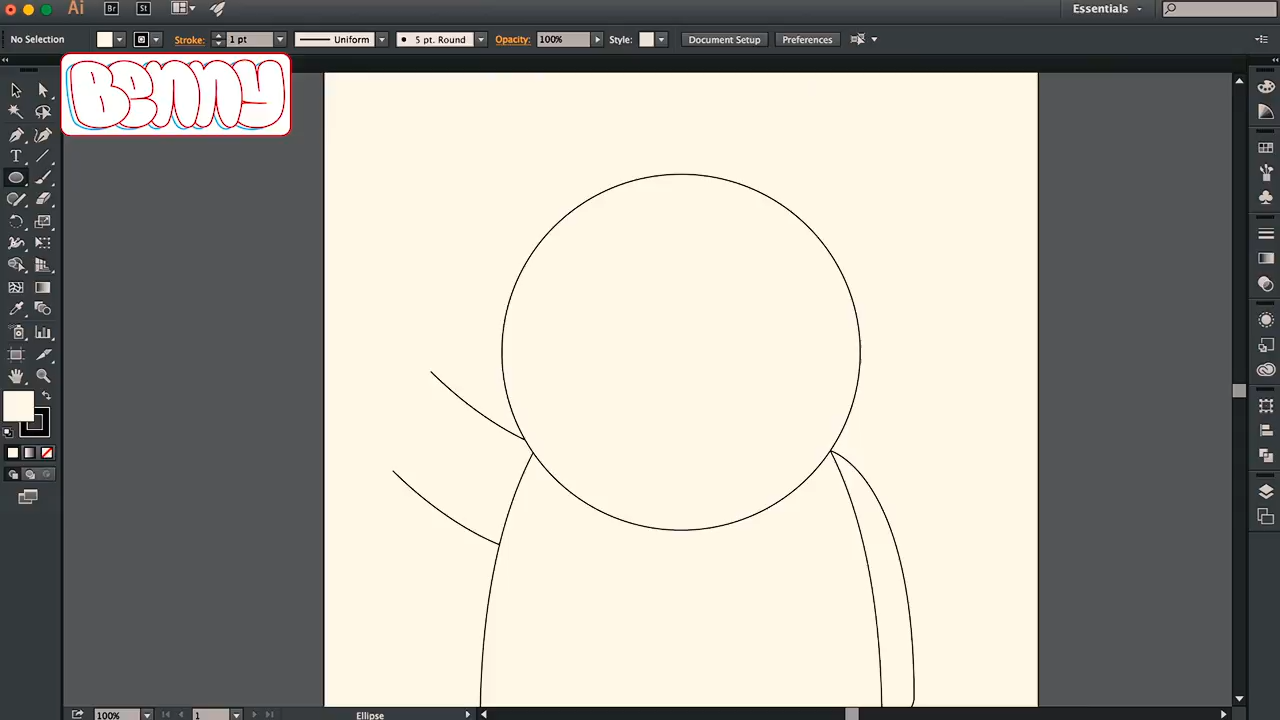 Ai Br St Essentials
No Selection Stroke: 1 pt Uniform 5 pt. Round Opacity: 100% Style: Document Setup Preferences
Benny
T
100% 1 Ellipse